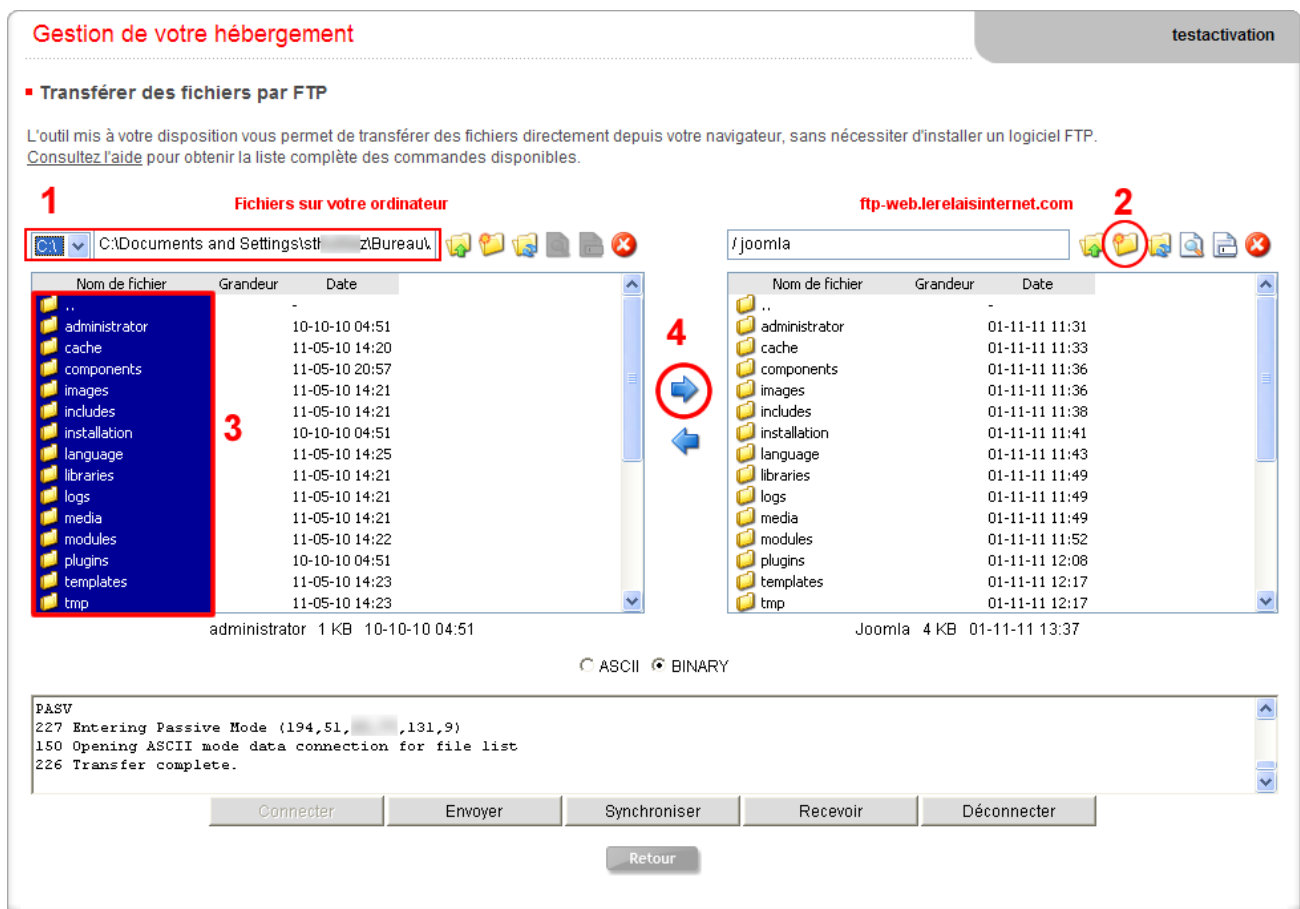 Gestion de votre hébergement
testactivation
Transférer des fichiers par FTP
L'outil mis à votre disposition vous permet de transférer des fichiers directement depuis votre navigateur, sans nécessiter d'installer un logiciel FTP.
Consultez l'aide pour obtenir la liste complète des commandes disponibles.
1
Fichiers sur votre ordinateur
ftp-web.lerelaisinternet.com
2
C:\ C:\Documents and Settings\sth z\Bureau\
/joomla
Nom de fichier Grandeur Date
.. -
administrator 10-10-10 04:51
cache 11-05-10 14:20
components 11-05-10 20:57
images 11-05-10 14:21
includes 11-05-10 14:21
installation 10-10-10 04:51
language 11-05-10 14:25
libraries 11-05-10 14:21
logs 11-05-10 14:21
media 11-05-10 14:21
modules 11-05-10 14:22
plugins 10-10-10 04:51
templates 11-05-10 14:23
tmp 11-05-10 14:23
3
4
Nom de fichier Grandeur Date
.. -
administrator 01-11-11 11:31
cache 01-11-11 11:33
components 01-11-11 11:36
images 01-11-11 11:36
includes 01-11-11 11:38
installation 01-11-11 11:41
language 01-11-11 11:43
libraries 01-11-11 11:49
logs 01-11-11 11:49
media 01-11-11 11:49
modules 01-11-11 11:52
plugins 01-11-11 12:08
templates 01-11-11 12:17
tmp 01-11-11 12:17
administrator 1 KB 10-10-10 04:51
Joomla 4 KB 01-11-11 13:37
ASCII BINARY
PASV
227 Entering Passive Mode (194,51, ,131,9)
150 Opening ASCII mode data connection for file list
226 Transfer complete.
Connecter Envoyer Synchroniser Recevoir Déconnecter
Retour